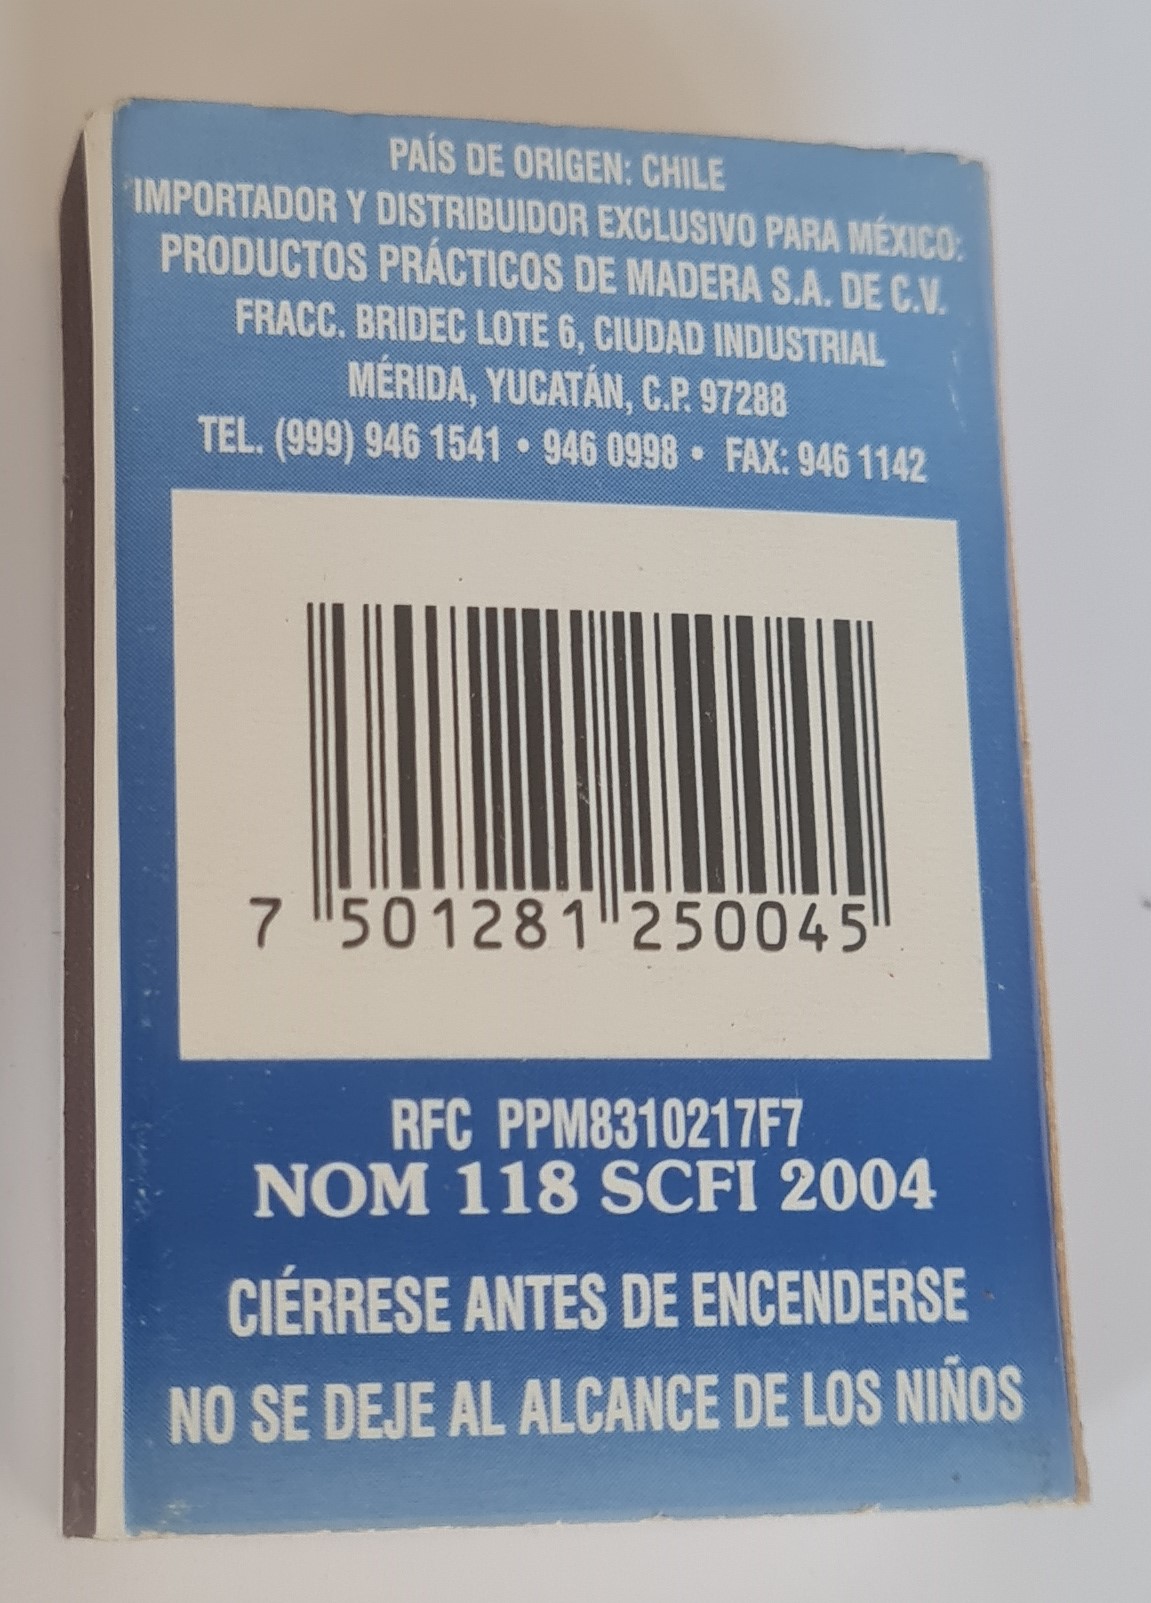 PAÍS DE ORIGEN: CHILE
IMPORTADOR Y DISTRIBUIDOR EXCLUSIVO PARA MÉXICO:
PRODUCTOS PRÁCTICOS DE MADERA S.A. DE C.V.
FRACC. BRIDEC LOTE 6, CIUDAD INDUSTRIAL
MÉRIDA, YUCATÁN, C.P. 97288
TEL. (999) 946 1541 • 946 0998 • FAX: 946 1142
7 501281 250045
RFC PPM8310217F7
NOM 118 SCFI 2004
CIÉRRESE ANTES DE ENCENDERSE
NO SE DEJE AL ALCANCE DE LOS NIÑOS